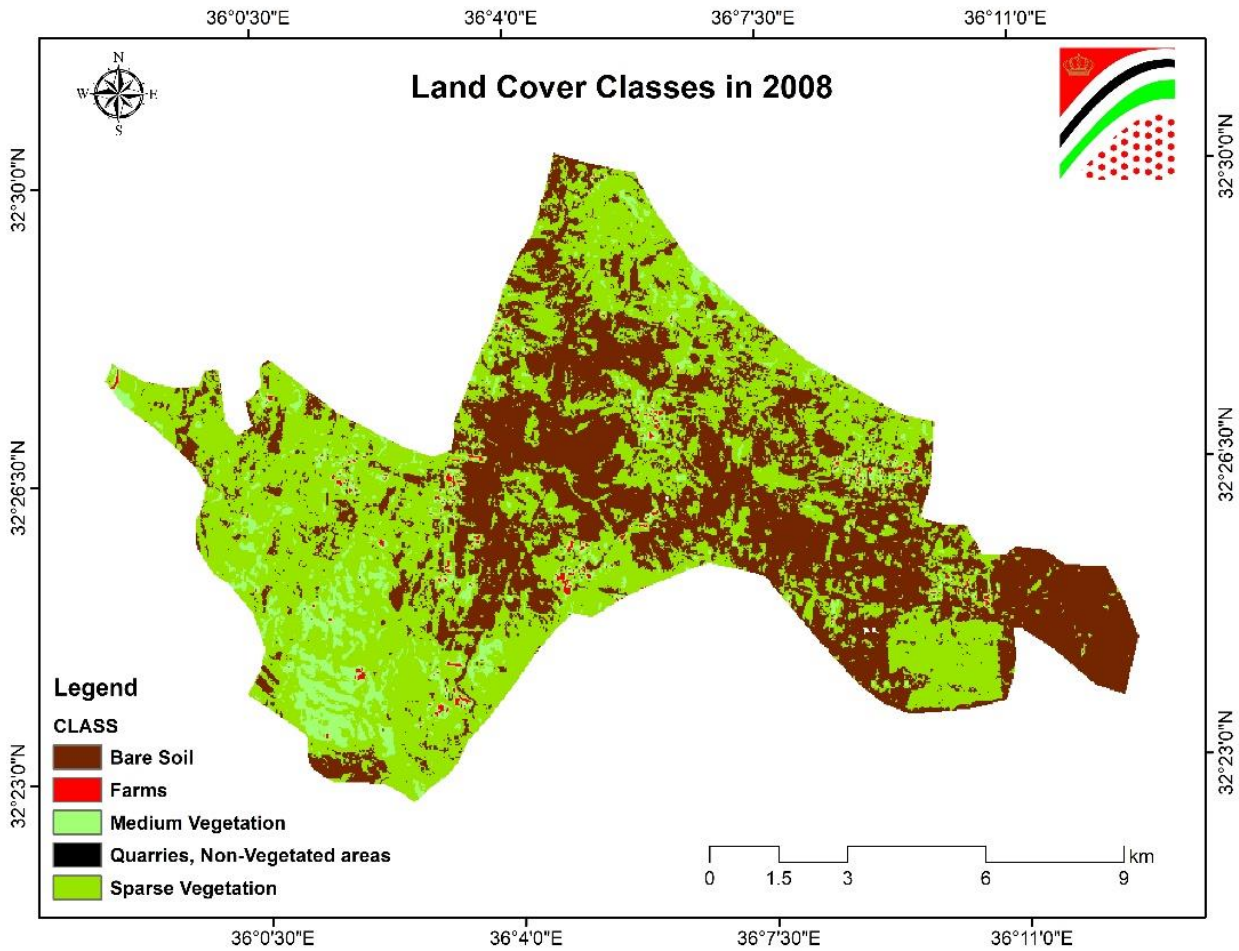 36°0'30"E 36°4'0"E 36°7'30"E 36°11'0"E
N
W E
S
Land Cover Classes in 2008
32°30'0"N
32°30'0"N
32°26'30"N
32°26'30"N
32°23'0"N
32°23'0"N
Legend
CLASS
Bare Soil
Farms
Medium Vegetation
Quarries, Non-Vegetated areas
Sparse Vegetation
km
0 1.5 3 6 9
36°0'30"E 36°4'0"E 36°7'30"E 36°11'0"E